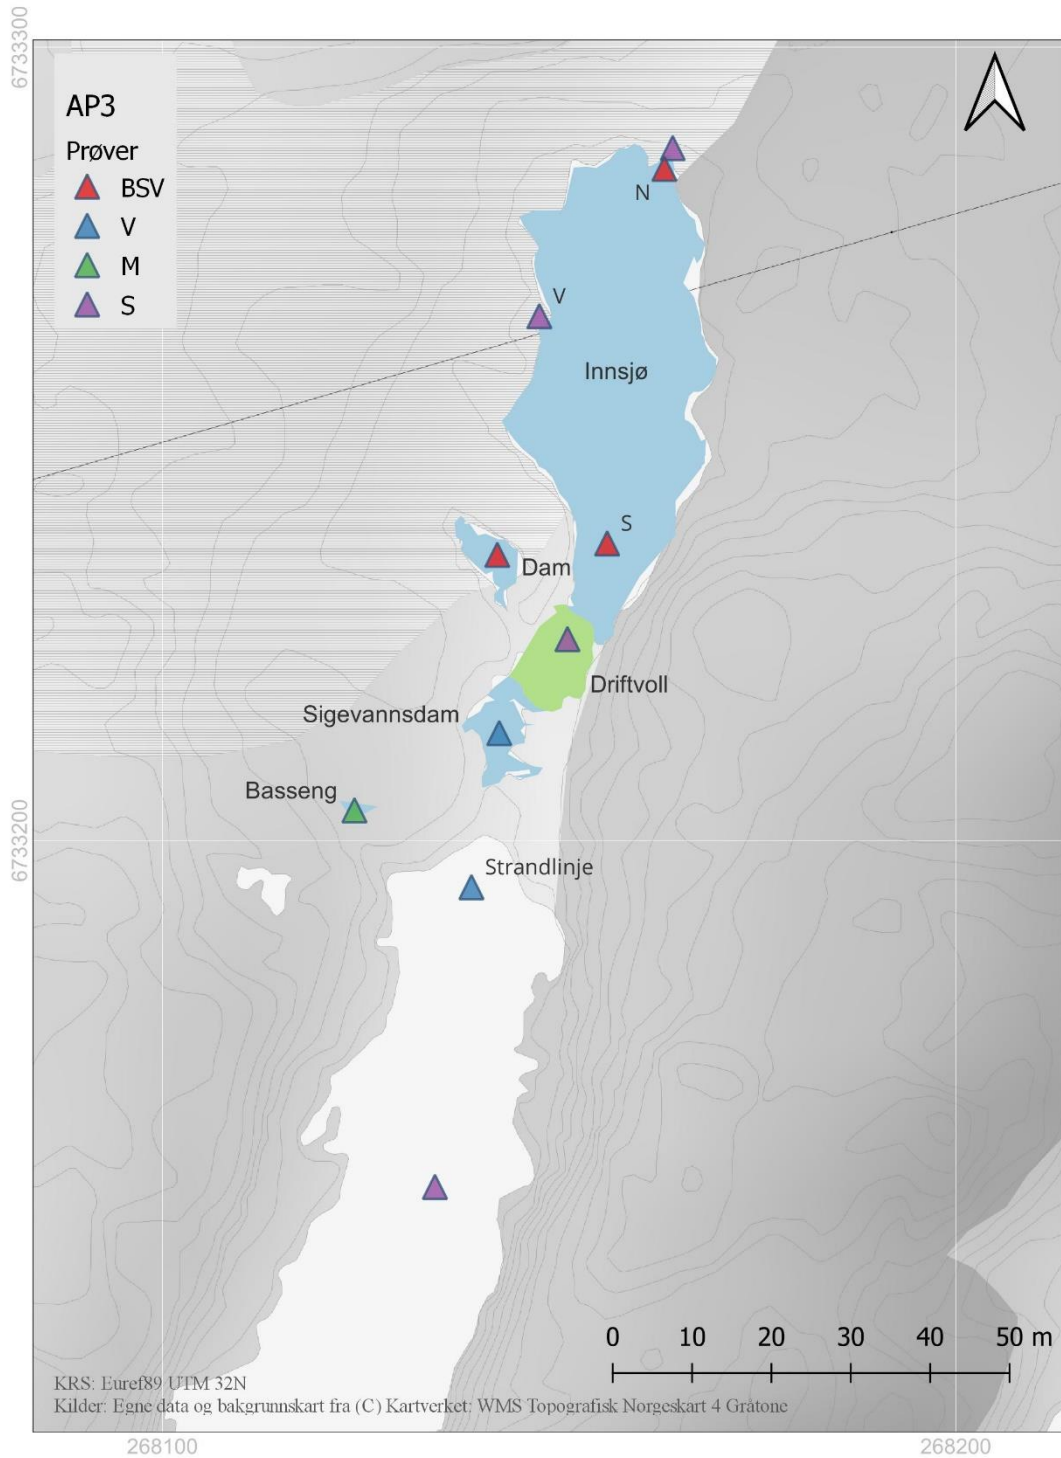 6733300
AP3
Prøver
BSV
V
M
S
N
V
Innsjø
S
Dam
Driftvoll
Sigevannsdam
Basseng
6733200
Strandlinje
0 10 20 30 40 50 m
KRS: Euref89 UTM 32N
Kilder: Egne data og bakgrunnskart fra (C) Kartverket: WMS Topografisk Norgeskart 4 Gråtone
268100 268200